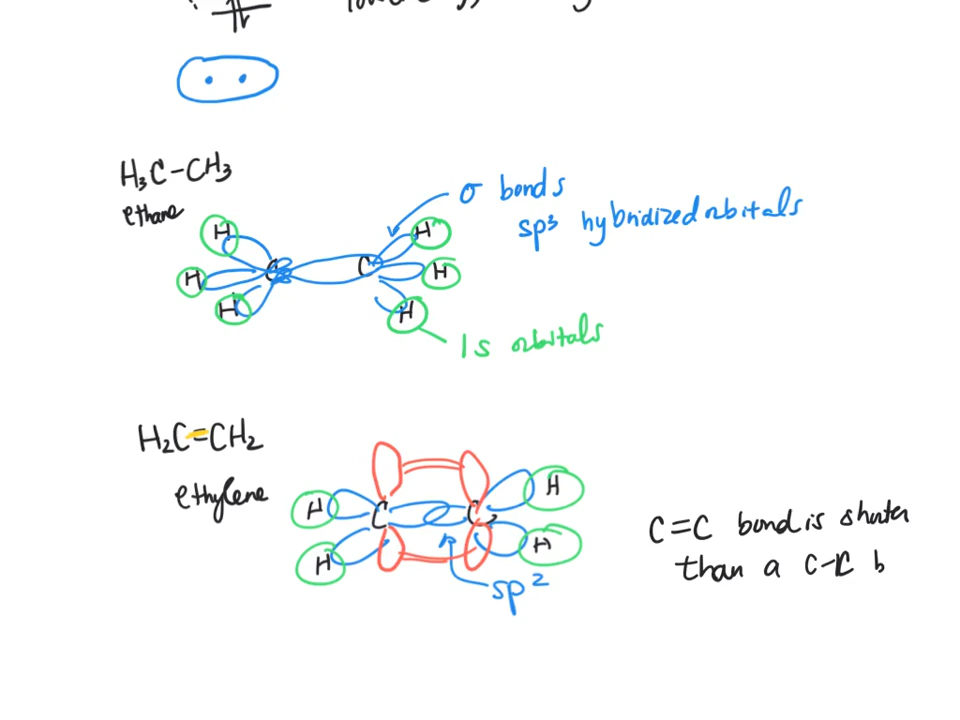 H₃C-CH₃
ethane
σ bonds
sp³ hybridized orbitals
H
H
H
C
C
H
H
H
1s orbitals
H₂C=CH₂
ethylene
H
H
C
C
H
H
sp²
C=C bond is shorter
than a C-C b